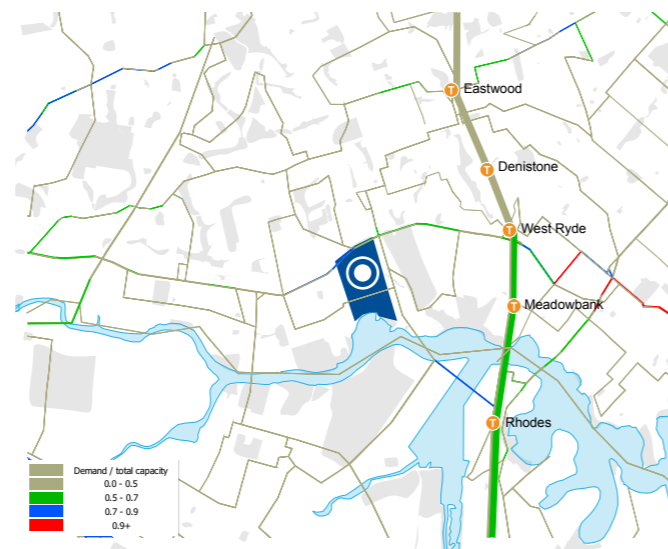 T Eastwood
T Denistone
T West Ryde
T Meadowbank
T Rhodes
Demand / total capacity
0.0 - 0.5
0.5 - 0.7
0.7 - 0.9
0.9+